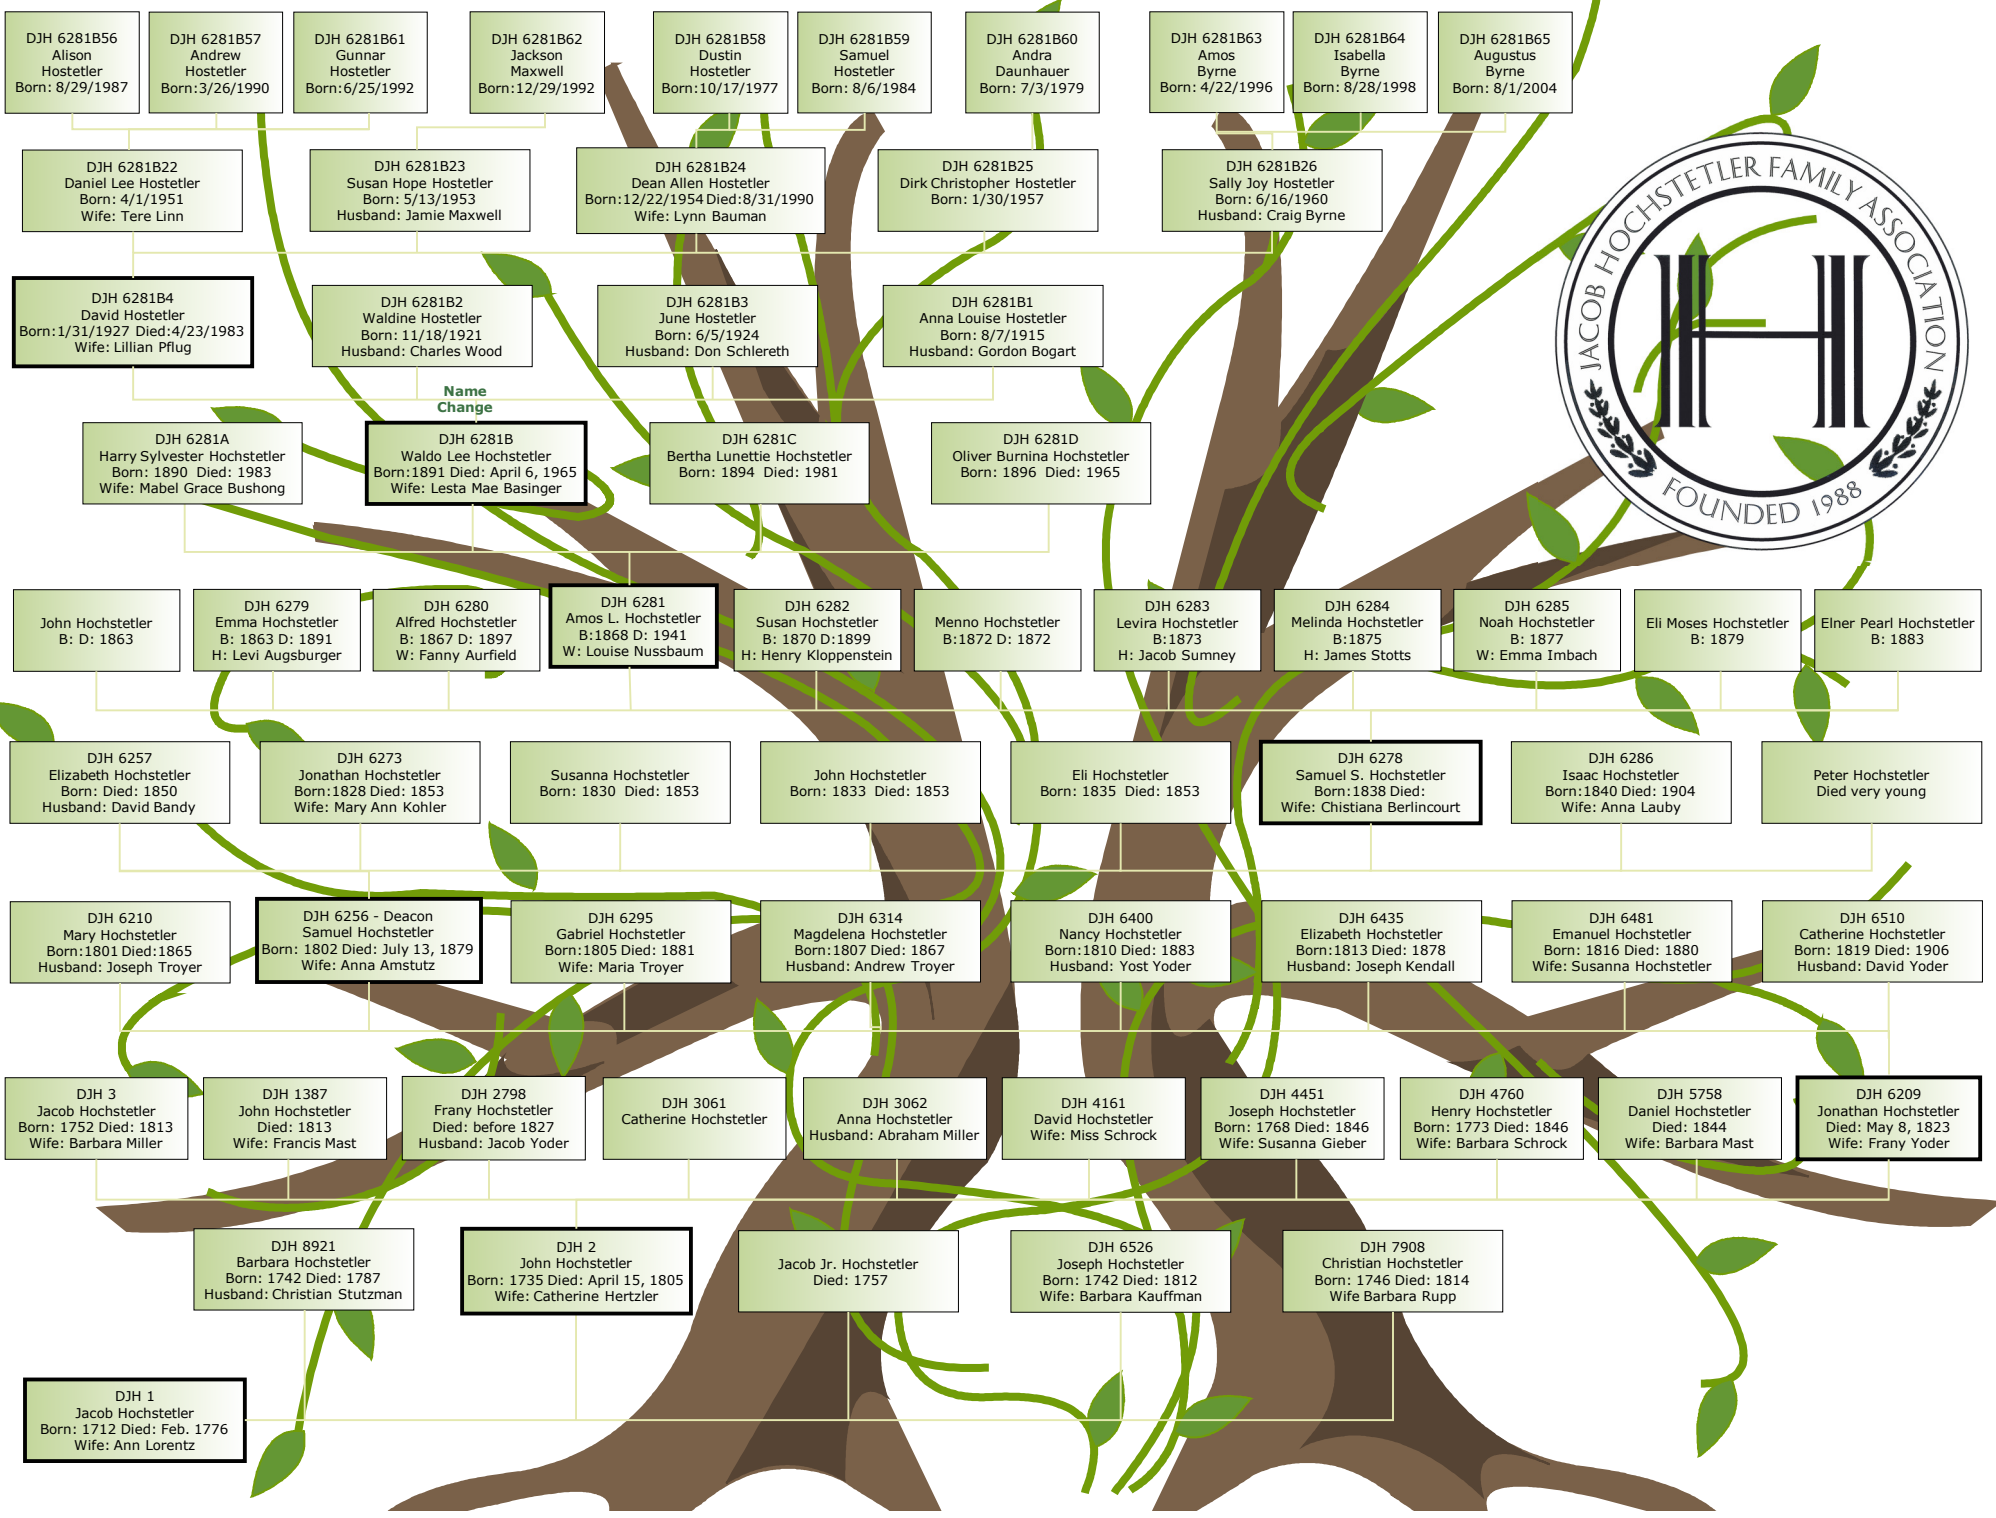 DJH 6281B56
Alison
Hostetler
Born: 8/29/1987
DJH 6281B57
Andrew
Hostetler
Born:3/26/1990
DJH 6281B61
Gunnar
Hostetler
Born:6/25/1992
DJH 6281B62
Jackson
Maxwell
Born:12/29/1992
DJH 6281B58
Dustin
Hostetler
Born:10/17/1977
DJH 6281B59
Samuel
Hostetler
Born: 8/6/1984
DJH 6281B60
Andra
Daunhauer
Born: 7/3/1979
DJH 6281B63
Amos
Byrne
Born: 4/22/1996
DJH 6281B64
Isabella
Byrne
Born: 8/28/1998
DJH 6281B65
Augustus
Byrne
Born: 8/1/2004
DJH 6281B22
Daniel Lee Hostetler
Born: 4/1/1951
Wife: Tere Linn
DJH 6281B23
Susan Hope Hostetler
Born: 5/13/1953
Husband: Jamie Maxwell
DJH 6281B24
Dean Allen Hostetler
Born:12/22/1954 Died:8/31/1990
Wife: Lynn Bauman
DJH 6281B25
Dirk Christopher Hostetler
Born: 1/30/1957
DJH 6281B26
Sally Joy Hostetler
Born: 6/16/1960
Husband: Craig Byrne
JACOB HOCHSTETLER FAMILY ASSOCIATION
H
FOUNDED 1988
DJH 6281B4
David Hostetler
Born:1/31/1927 Died:4/23/1983
Wife: Lillian Pflug
DJH 6281B2
Waldine Hostetler
Born: 11/18/1921
Husband: Charles Wood
DJH 6281B3
June Hostetler
Born: 6/5/1924
Husband: Don Schlereth
DJH 6281B1
Anna Louise Hostetler
Born: 8/7/1915
Husband: Gordon Bogart
Name
Change
DJH 6281A
Harry Sylvester Hochstetler
Born: 1890 Died: 1983
Wife: Mabel Grace Bushong
DJH 6281B
Waldo Lee Hochstetler
Born:1891 Died: April 6, 1965
Wife: Lesta Mae Basinger
DJH 6281C
Bertha Lunettie Hochstetler
Born: 1894 Died: 1981
DJH 6281D
Oliver Burnina Hochstetler
Born: 1896 Died: 1965
John Hochstetler
B: D: 1863
DJH 6279
Emma Hochstetler
B: 1863 D: 1891
H: Levi Augsburger
DJH 6280
Alfred Hochstetler
B: 1867 D: 1897
W: Fanny Aurfield
DJH 6281
Amos L. Hochstetler
B:1868 D: 1941
W: Louise Nussbaum
DJH 6282
Susan Hochstetler
B: 1870 D:1899
H: Henry Kloppenstein
Menno Hochstetler
B:1872 D: 1872
DJH 6283
Levira Hochstetler
B:1873
H: Jacob Sumney
DJH 6284
Melinda Hochstetler
B:1875
H: James Stotts
DJH 6285
Noah Hochstetler
B: 1877
W: Emma Imbach
Eli Moses Hochstetler
B: 1879
Elner Pearl Hochstetler
B: 1883
DJH 6257
Elizabeth Hochstetler
Born: Died: 1850
Husband: David Bandy
DJH 6273
Jonathan Hochstetler
Born:1828 Died: 1853
Wife: Mary Ann Kohler
Susanna Hochstetler
Born: 1830 Died: 1853
John Hochstetler
Born: 1833 Died: 1853
Eli Hochstetler
Born: 1835 Died: 1853
DJH 6278
Samuel S. Hochstetler
Born:1838 Died:
Wife: Chistiana Berlincourt
DJH 6286
Isaac Hochstetler
Born:1840 Died: 1904
Wife: Anna Lauby
Peter Hochstetler
Died very young
DJH 6210
Mary Hochstetler
Born:1801 Died:1865
Husband: Joseph Troyer
DJH 6256 - Deacon
Samuel Hochstetler
Born: 1802 Died: July 13, 1879
Wife: Anna Amstutz
DJH 6295
Gabriel Hochstetler
Born:1805 Died: 1881
Wife: Maria Troyer
DJH 6314
Magdelena Hochstetler
Born:1807 Died: 1867
Husband: Andrew Troyer
DJH 6400
Nancy Hochstetler
Born:1810 Died: 1883
Husband: Yost Yoder
DJH 6435
Elizabeth Hochstetler
Born:1813 Died: 1878
Husband: Joseph Kendall
DJH 6481
Emanuel Hochstetler
Born: 1816 Died: 1880
Wife: Susanna Hochstetler
DJH 6510
Catherine Hochstetler
Born: 1819 Died: 1906
Husband: David Yoder
DJH 3
Jacob Hochstetler
Born: 1752 Died: 1813
Wife: Barbara Miller
DJH 1387
John Hochstetler
Died: 1813
Wife: Francis Mast
DJH 2798
Frany Hochstetler
Died: before 1827
Husband: Jacob Yoder
DJH 3061
Catherine Hochstetler
DJH 3062
Anna Hochstetler
Husband: Abraham Miller
DJH 4161
David Hochstetler
Wife: Miss Schrock
DJH 4451
Joseph Hochstetler
Born: 1768 Died: 1846
Wife: Susanna Gieber
DJH 4760
Henry Hochstetler
Born: 1773 Died: 1846
Wife: Barbara Schrock
DJH 5758
Daniel Hochstetler
Died: 1844
Wife: Barbara Mast
DJH 6209
Jonathan Hochstetler
Died: May 8, 1823
Wife: Frany Yoder
DJH 8921
Barbara Hochstetler
Born: 1742 Died: 1787
Husband: Christian Stutzman
DJH 2
John Hochstetler
Born: 1735 Died: April 15, 1805
Wife: Catherine Hertzler
Jacob Jr. Hochstetler
Died: 1757
DJH 6526
Joseph Hochstetler
Born: 1742 Died: 1812
Wife: Barbara Kauffman
DJH 7908
Christian Hochstetler
Born: 1746 Died: 1814
Wife Barbara Rupp
DJH 1
Jacob Hochstetler
Born: 1712 Died: Feb. 1776
Wife: Ann Lorentz